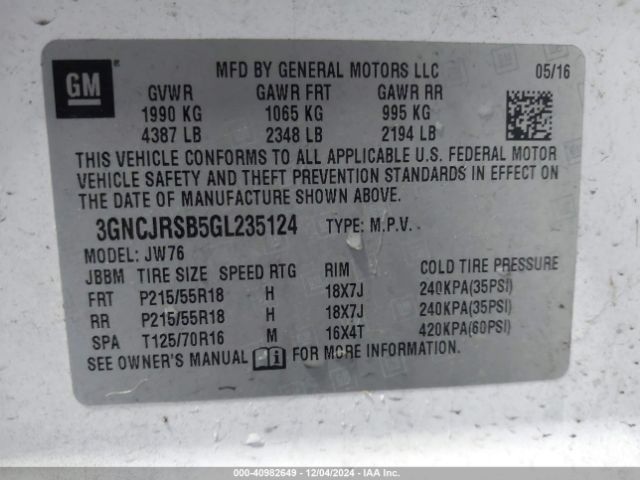 GM
MFD BY GENERAL MOTORS LLC 05/16
GVWR GAWR FRT GAWR RR
1990 KG 1065 KG 995 KG
4387 LB 2348 LB 2194 LB
THIS VEHICLE CONFORMS TO ALL APPLICABLE U.S. FEDERAL MOTOR
VEHICLE SAFETY AND THEFT PREVENTION STANDARDS IN EFFECT ON
THE DATE OF MANUFACTURE SHOWN ABOVE.
3GNCJRSB5GL235124 TYPE: M.P.V.
MODEL: JW76
JBBM TIRE SIZE SPEED RTG RIM COLD TIRE PRESSURE
FRT P215/55R18 H 18X7J 240KPA(35PSI)
RR P215/55R18 H 18X7J 240KPA(35PSI)
SPA T125/70R16 M 16X4T 420KPA(60PSI)
SEE OWNER'S MANUAL FOR MORE INFORMATION.
000-40982649 - 12/04/2024 - IAA Inc.